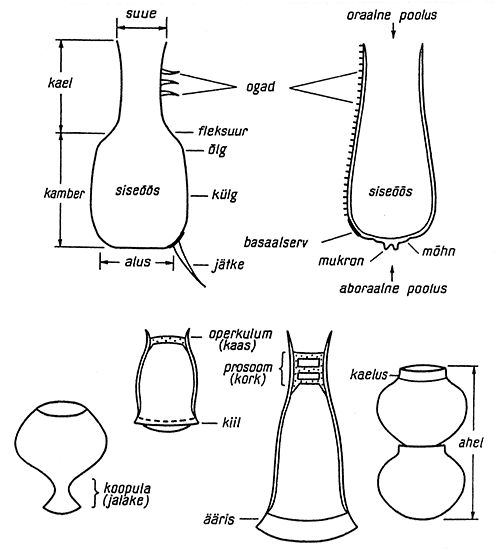 suue
oraalne poolus
kael
ogad
fleksuur
õlg
kamber
siseõõs
külg
siseõõs
basaalserv
mukron
mõhn
alus
jätke
aboraalne poolus
operkulum
(kaas)
prosoom
(kork)
kaelus
kiil
ahel
koopula
(jalake)
ääris